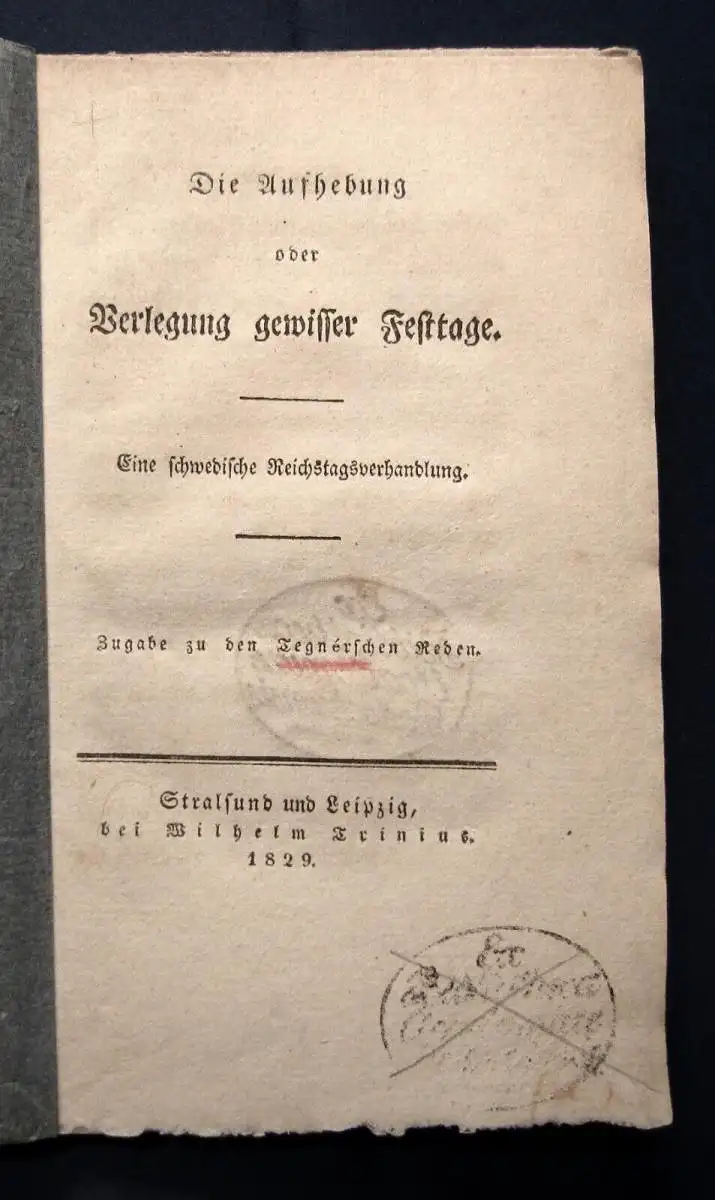 Die Aufhebung
oder
Verlegung gewisser Festtage.
Eine schwedische Reichstagsverhandlung.
Zugabe zu den Tegnérschen Reden.
Stralsund und Leipzig,
bei Wilhelm Trinius.
1829.
Ex